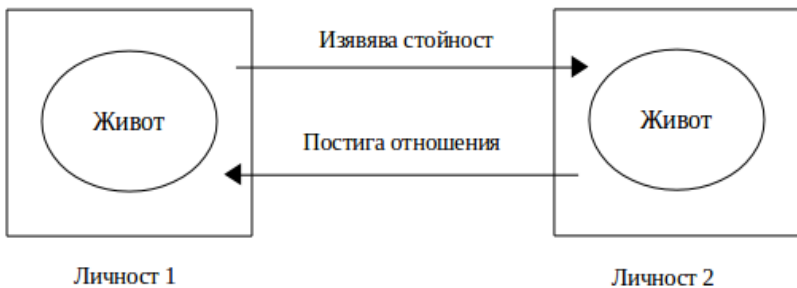 Изявява стойност
Живот
Живот
Постига отношения
Личност 1
Личност 2